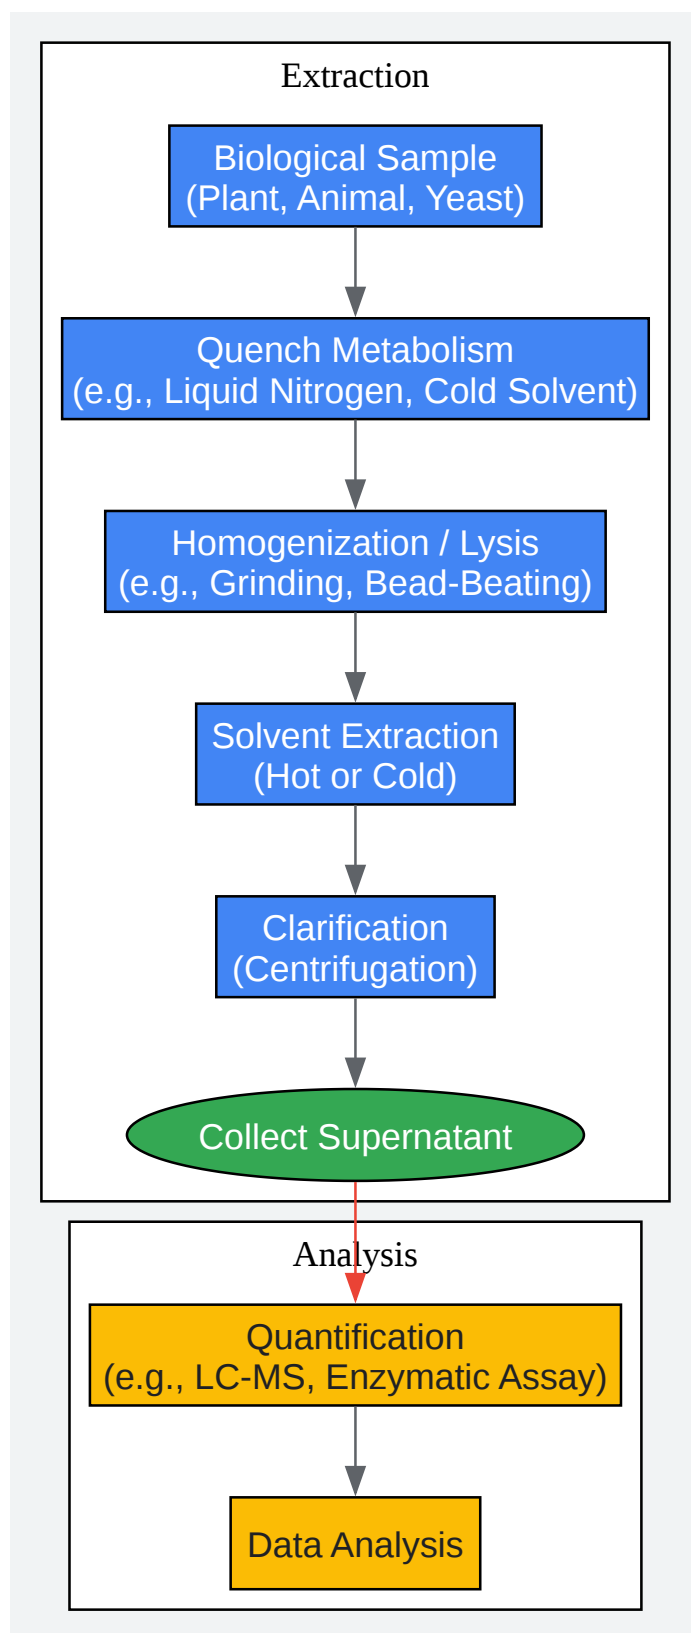 Extraction
Biological Sample
(Plant, Animal, Yeast)
Quench Metabolism
(e.g., Liquid Nitrogen, Cold Solvent)
Homogenization / Lysis
(e.g., Grinding, Bead-Beating)
Solvent Extraction
(Hot or Cold)
Clarification
(Centrifugation)
Collect Supernatant
Analysis
Quantification
(e.g., LC-MS, Enzymatic Assay)
Data Analysis